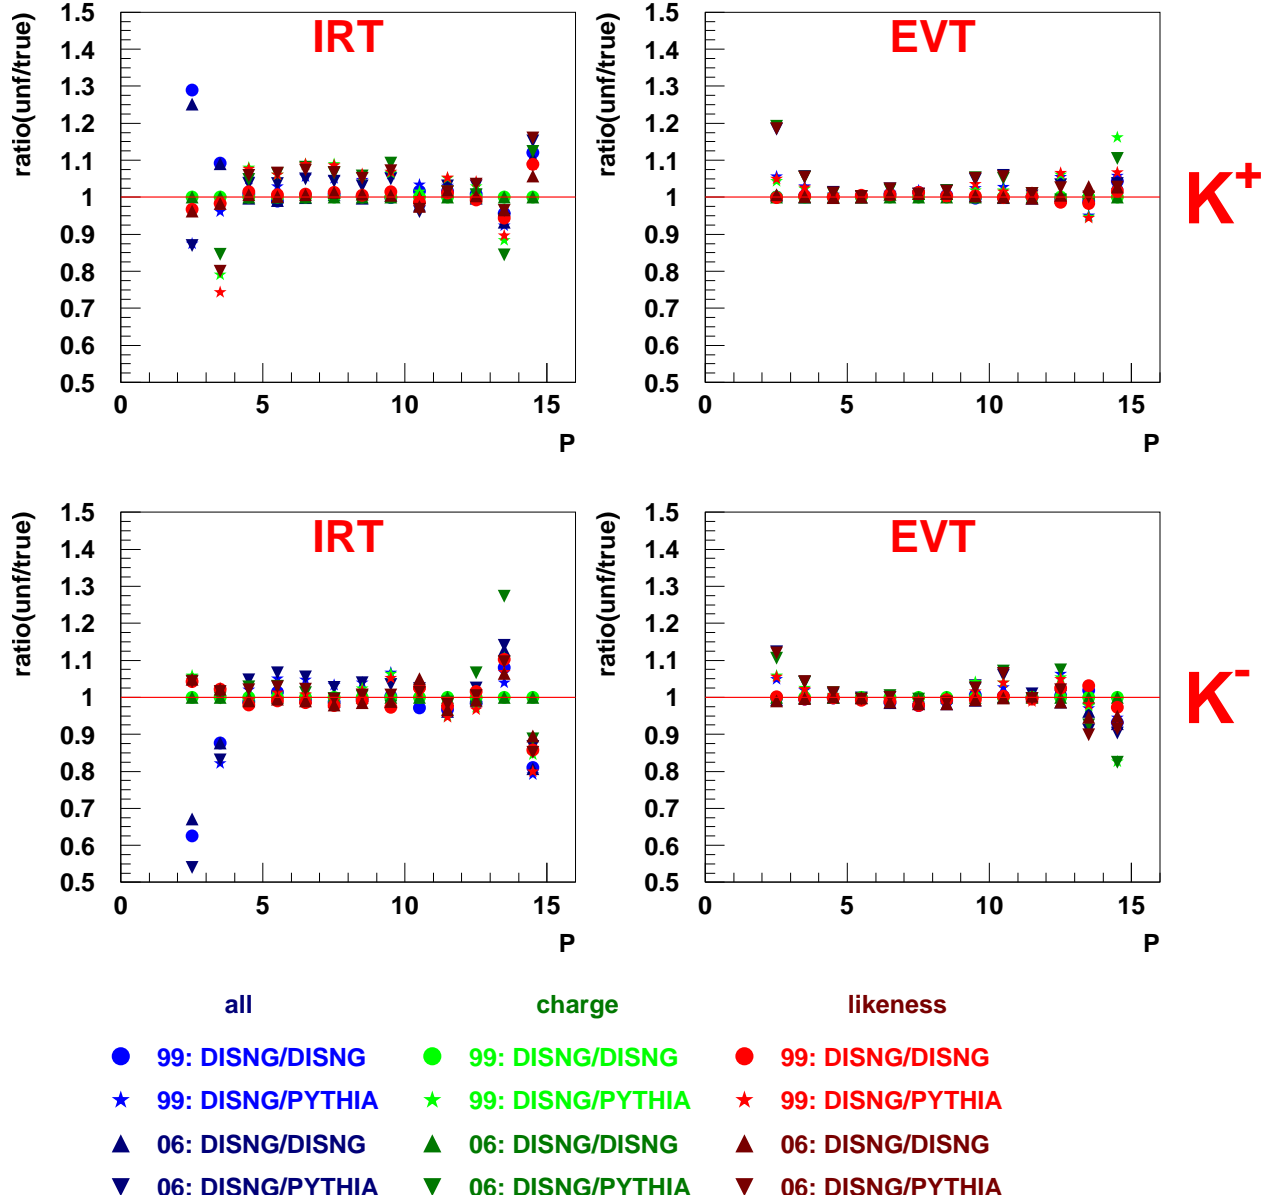 IRT
EVT
ratio(unf/true)
ratio(unf/true)
1.5
1.4
1.3
1.2
1.1
1
0.9
0.8
0.7
0.6
0.5
0 5 10 15
P
1.5
1.4
1.3
1.2
1.1
1
0.9
0.8
0.7
0.6
0.5
0 5 10 15
P
K+
IRT
EVT
ratio(unf/true)
ratio(unf/true)
1.5
1.4
1.3
1.2
1.1
1
0.9
0.8
0.7
0.6
0.5
0 5 10 15
P
1.5
1.4
1.3
1.2
1.1
1
0.9
0.8
0.7
0.6
0.5
0 5 10 15
P
K-
all charge likeness
99: DISNG/DISNG 99: DISNG/DISNG 99: DISNG/DISNG
99: DISNG/PYTHIA 99: DISNG/PYTHIA 99: DISNG/PYTHIA
06: DISNG/DISNG 06: DISNG/DISNG 06: DISNG/DISNG
06: DISNG/PYTHIA 06: DISNG/PYTHIA 06: DISNG/PYTHIA